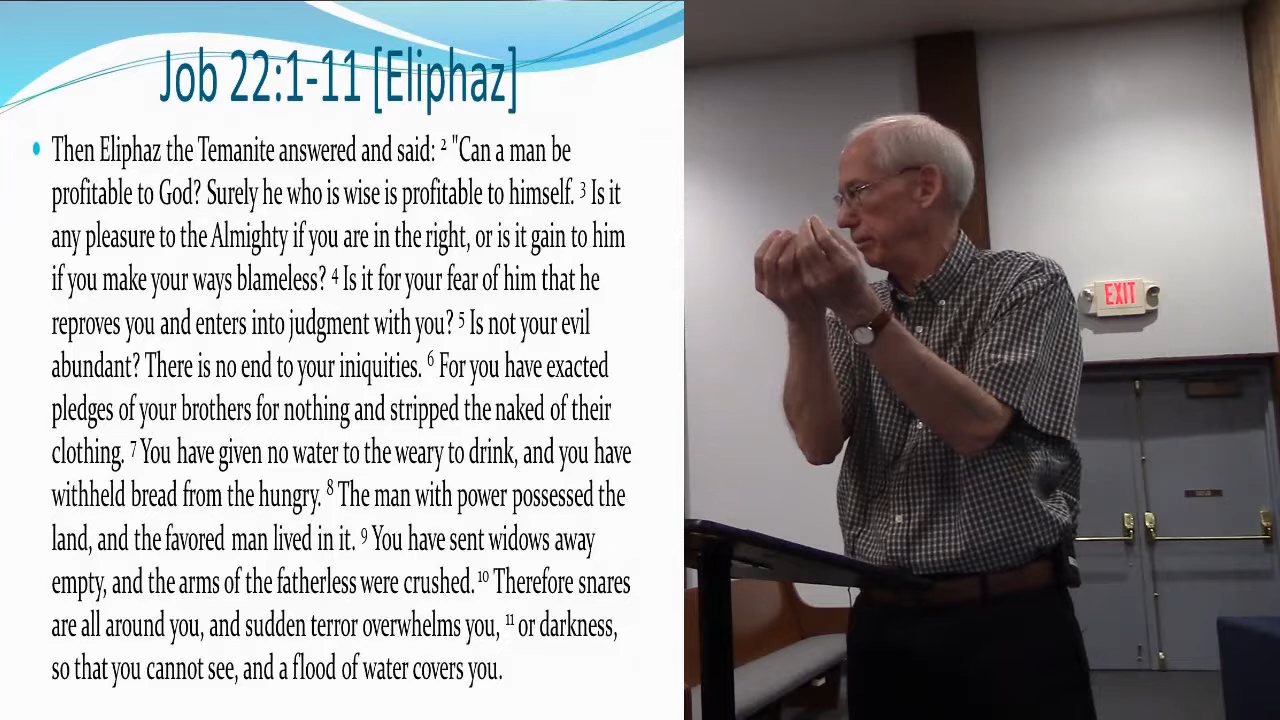 Job 22:1-11 [Eliphaz]
• Then Eliphaz the Temanite answered and said: ² "Can a man be
profitable to God? Surely he who is wise is profitable to himself. ³ Is it
any pleasure to the Almighty if you are in the right, or is it gain to him
if you make your ways blameless? ⁴ Is it for your fear of him that he
reproves you and enters into judgment with you? ⁵ Is not your evil
abundant? There is no end to your iniquities. ⁶ For you have exacted
pledges of your brothers for nothing and stripped the naked of their
clothing. ⁷ You have given no water to the weary to drink, and you have
withheld bread from the hungry. ⁸ The man with power possessed the
land, and the favored man lived in it. ⁹ You have sent widows away
empty, and the arms of the fatherless were crushed. ¹⁰ Therefore snares
are all around you, and sudden terror overwhelms you, ¹¹ or darkness,
so that you cannot see, and a flood of water covers you.
EXIT